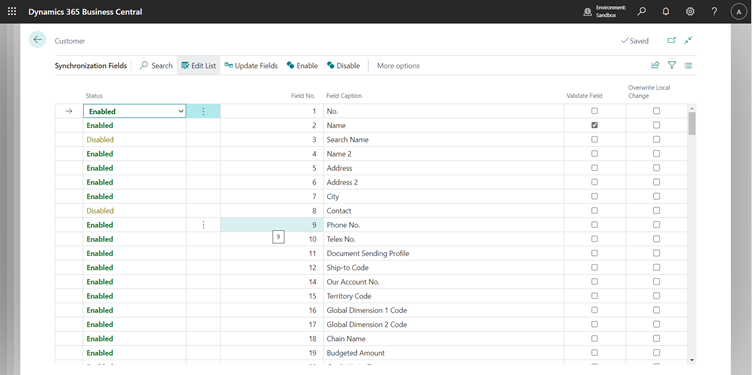 Dynamics 365 Business Central
Environment:
Sandbox
?
A
Customer
Saved
Synchronization Fields
Search
Edit List
Update Fields
Enable
Disable
More options
Status
Field No.
Field Caption
Validate Field
Overwrite Local
Change
Enabled 1 No.
Enabled 2 Name
Disabled 3 Search Name
Enabled 4 Name 2
Enabled 5 Address
Enabled 6 Address 2
Enabled 7 City
Disabled 8 Contact
Enabled 9 Phone No.
9
Enabled 10 Telex No.
Enabled 11 Document Sending Profile
Enabled 12 Ship-to Code
Enabled 14 Our Account No.
Enabled 15 Territory Code
Enabled 16 Global Dimension 1 Code
Enabled 17 Global Dimension 2 Code
Enabled 18 Chain Name
Enabled 19 Budgeted Amount